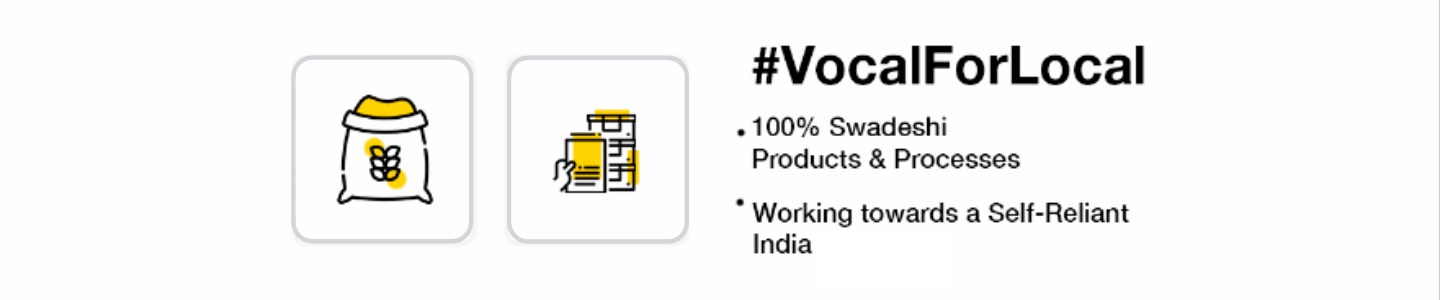 #VocalForLocal
• 100% Swadeshi
Products & Processes
• Working towards a Self-Reliant
India